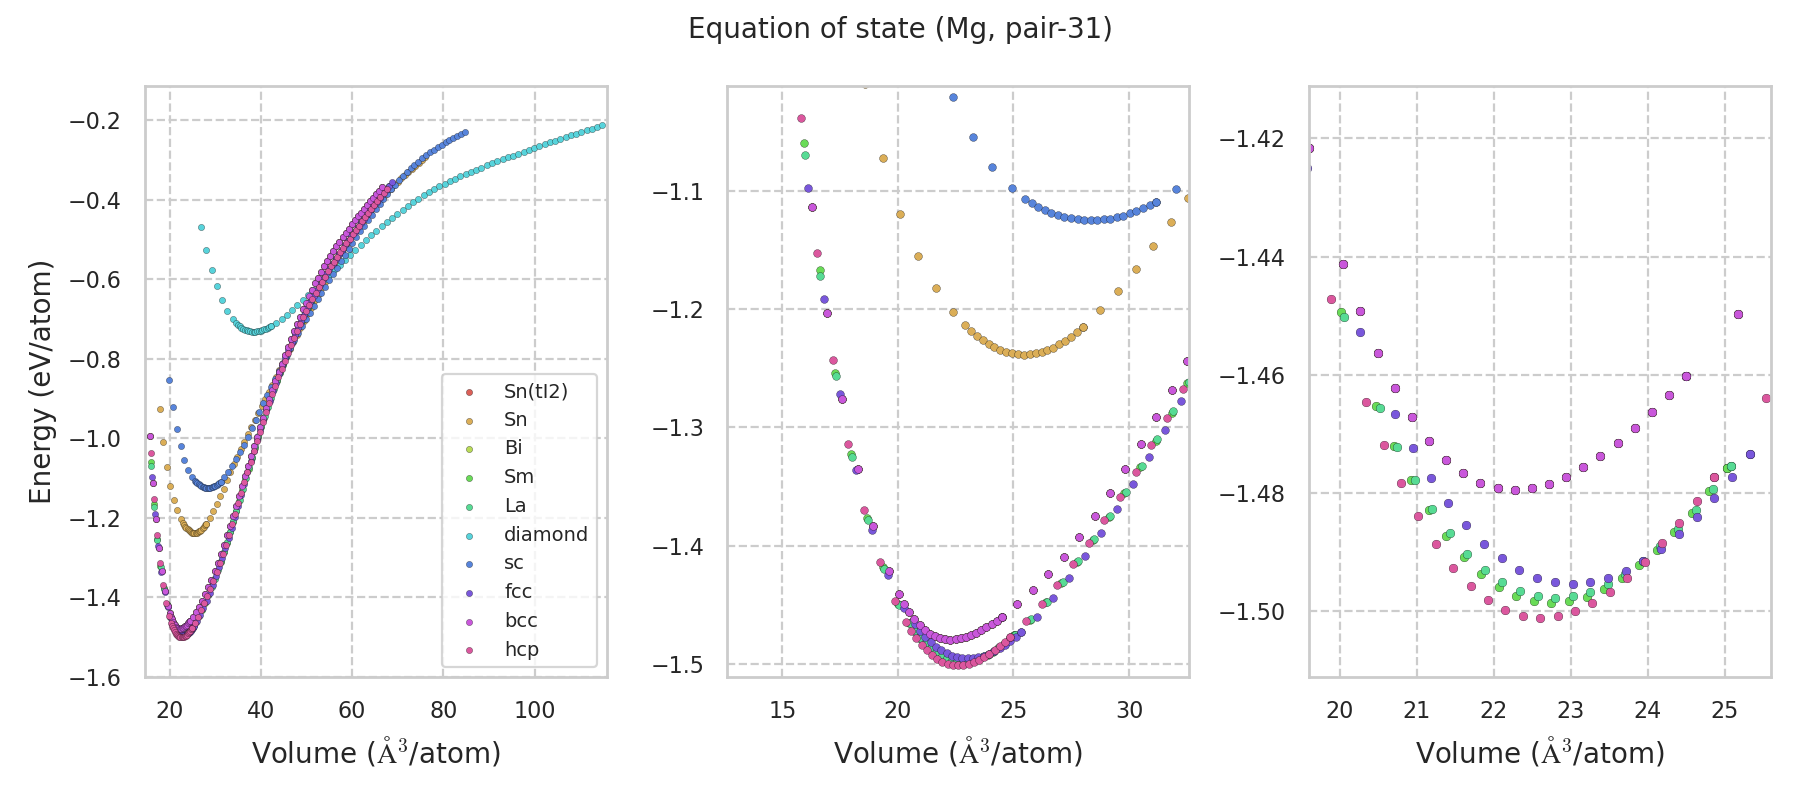 Equation of state (Mg, pair-31)
Energy (eV/atom)
−0.2
−0.4
−0.6
−0.8
−1.0
−1.2
−1.4
−1.6
20 40 60 80 100
Volume (Å³/atom)
Sn(tI2)
Sn
Bi
Sm
La
diamond
sc
fcc
bcc
hcp
−1.1
−1.2
−1.3
−1.4
−1.5
15 20 25 30
Volume (Å³/atom)
−1.42
−1.44
−1.46
−1.48
−1.50
20 21 22 23 24 25
Volume (Å³/atom)